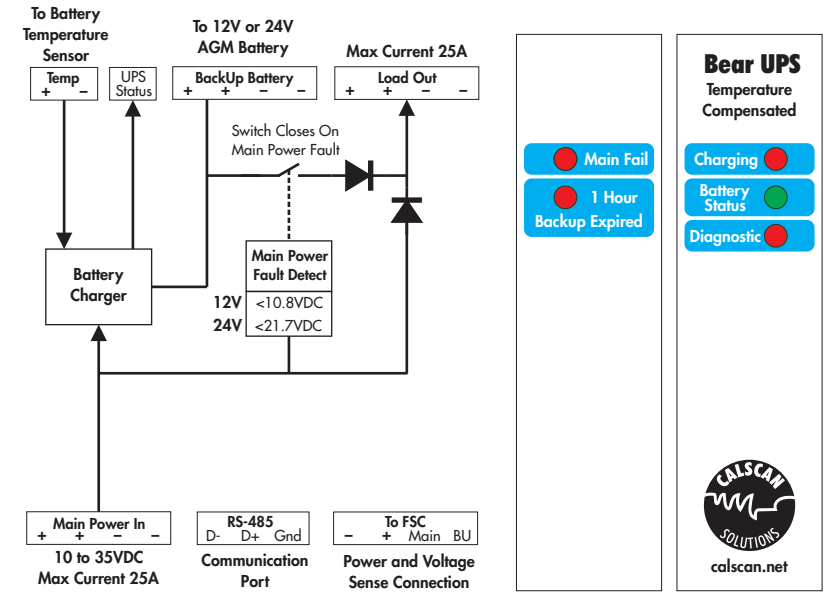 To Battery
Temperature
Sensor
Temp
+ –
UPS
Status
To 12V or 24V
AGM Battery
BackUp Battery
+ + – –
Max Current 25A
Load Out
+ + – –
Switch Closes On
Main Power Fault
Battery
Charger
Main Power
Fault Detect
12V <10.8VDC
24V <21.7VDC
Main Power In
+ + – –
10 to 35VDC
Max Current 25A
RS-485
D- D+ Gnd
Communication
Port
To FSC
– + Main BU
Power and Voltage
Sense Connection
Main Fail
1 Hour
Backup Expired
Bear UPS
Temperature
Compensated
Charging
Battery
Status
Diagnostic
CALSCAN
SOLUTIONS
calscan.net